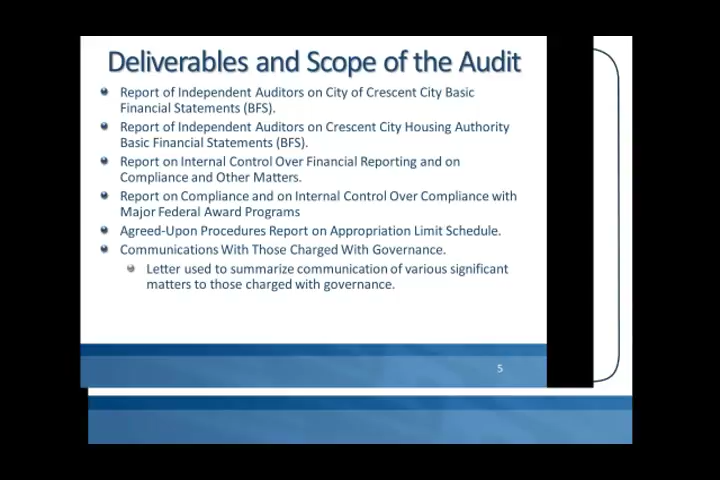 Deliverables and Scope of the Audit
Report of Independent Auditors on City of Crescent City Basic
Financial Statements (BFS).
Report of Independent Auditors on Crescent City Housing Authority
Basic Financial Statements (BFS).
Report on Internal Control Over Financial Reporting and on
Compliance and Other Matters.
Report on Compliance and on Internal Control Over Compliance with
Major Federal Award Programs
Agreed-Upon Procedures Report on Appropriation Limit Schedule.
Communications With Those Charged With Governance.
Letter used to summarize communication of various significant
matters to those charged with governance.
5